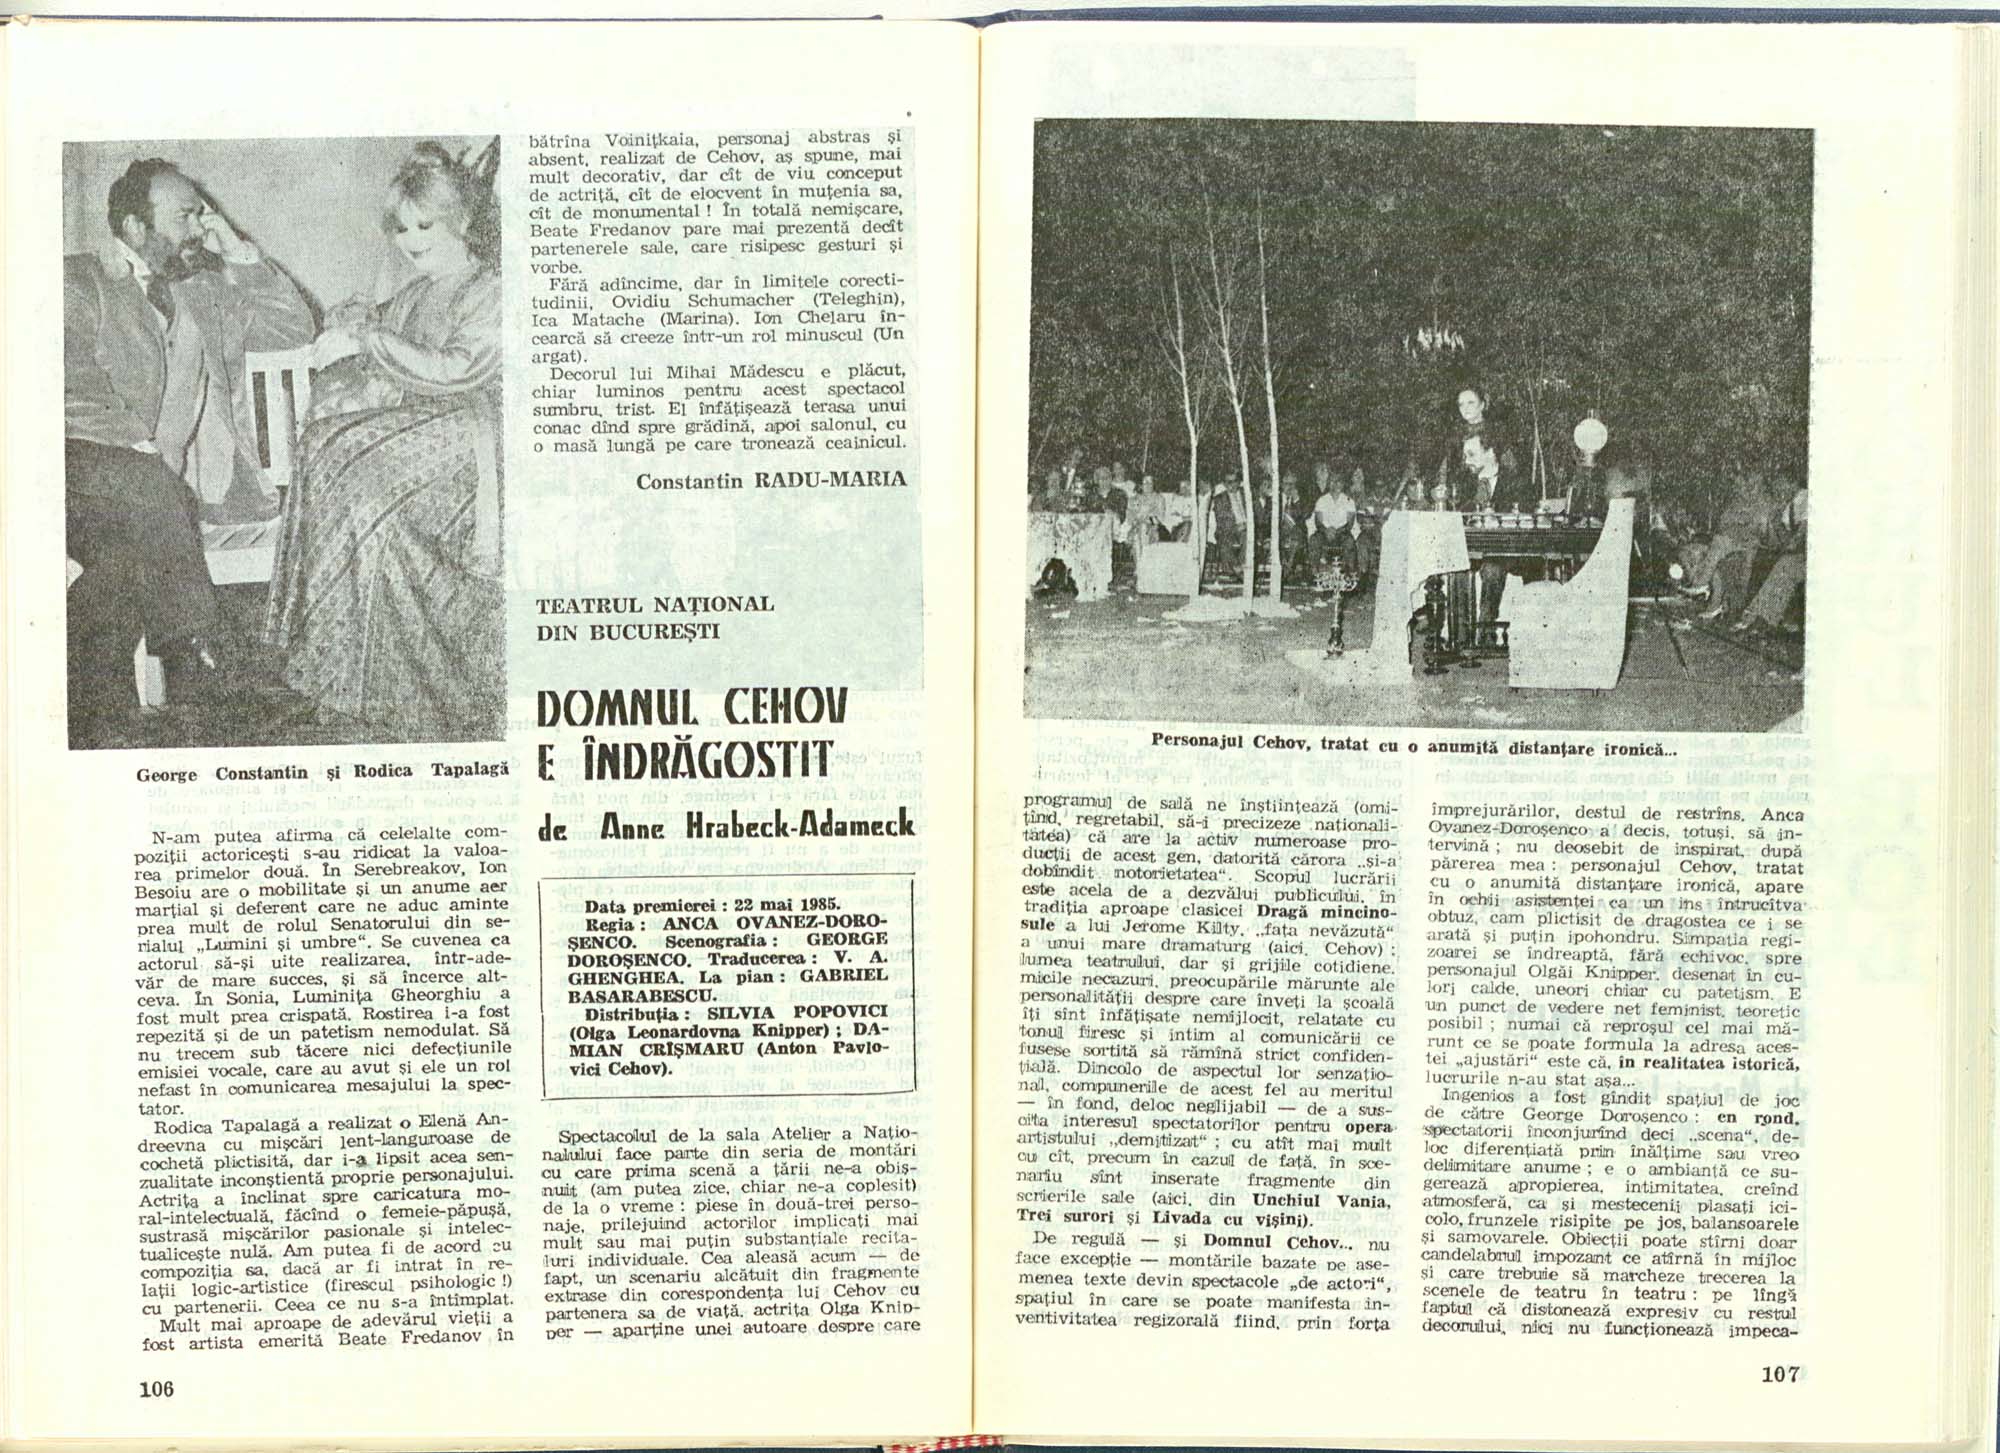 George Constantin și Rodica Tapalagă
N-am putea afirma că celelalte com-
poziții actoricești s-au ridicat la valoa-
rea primelor două. În Serebreakov, Ion
Besoiu are o mobilitate și un anume aer
marțial și deferent care ne aduc aminte
prea mult de rolul Senatorului din se-
rialul „Lumini și umbre“. Se cuvenea ca
actorul să-și uite realizarea, într-ade-
văr de mare succes, și să încerce alt-
ceva. În Sonia, Luminița Gheorghiu a
fost mult prea crispată. Rostirea i-a fost
repezită și de un patetism nemodulat. Să
nu trecem sub tăcere nici defecțiunile
emisiei vocale, care au avut și ele un rol
nefast în comunicarea mesajului la spec-
tator.
Rodica Tapalagă a realizat o Elenă An-
dreevna cu mișcări lent-languroase de
cochetă plictisită, dar i-a lipsit acea sen-
zualitate inconștientă proprie personajului.
Actrița a înclinat spre caricatura mo-
ral-intelectuală, făcînd o femeie-păpușă,
sustrasă mișcărilor pasionale și intelec-
tualicește nulă. Am putea fi de acord cu
compoziția sa, dacă ar fi intrat în re-
lații logic-artistice (firescul psihologic !)
cu partenerii. Ceea ce nu s-a întîmplat.
Mult mai aproape de adevărul vieții a
fost artista emerită Beate Fredanov în
106
bătrîna Voinițkaia, personaj abstras și
absent, realizat de Cehov, aș spune, mai
mult decorativ, dar cît de viu conceput
de actriță, cît de elocvent în muțenia sa,
cît de monumental ! În totală nemișcare,
Beate Fredanov pare mai prezentă decît
partenerele sale, care risipesc gesturi și
vorbe.
Fără adîncime, dar în limitele corecti-
tudinii, Ovidiu Schumacher (Teleghin),
Ica Matache (Marina). Ion Chelaru în-
cearcă să creeze într-un rol minuscul (Un
argat).
Decorul lui Mihai Mădescu e plăcut,
chiar luminos pentru acest spectacol
sumbru, trist. El înfățișează terasa unui
conac dînd spre grădină, apoi salonul, cu
o masă lungă pe care tronează ceainicul.
Constantin RADU-MARIA
TEATRUL NAȚIONAL
DIN BUCUREȘTI
DOMNUL CEHOV
E ÎNDRĂGOSTIT
de Anne Hrabeck-Adameck
Data premierei : 22 mai 1985.
Regia : ANCA OVANEZ-DORO-
ȘENCO. Scenografia : GEORGE
DOROȘENCO. Traducerea : V. A.
GHENGHEA. La pian : GABRIEL
BASARABESCU.
Distribuția : SILVIA POPOVICI
(Olga Leonardovna Knipper) ; DA-
MIAN CRÎȘMARU (Anton Pavlo-
vici Cehov).
Spectacolul de la sala Atelier a Națio-
nalului face parte din seria de montări
cu care prima scenă a țării ne-a obiș-
nuit (am putea zice, chiar ne-a copleșit)
de la o vreme : piese în două-trei perso-
naje, prilejuind actorilor implicați mai
mult sau mai puțin substanțiale recita-
luri individuale. Cea aleasă acum — de
fapt, un scenariu alcătuit din fragmente
extrase din corespondența lui Cehov cu
partenera sa de viață, actrița Olga Knip-
per — aparține unei autoare despre care
Personajul Cehov, tratat cu o anumită distanțare ironică...
programul de sală ne înștiințează (omi-
țînd, regretabil, să-i precizeze naționali-
tatea) că are la activ numeroase pro-
ducții de acest gen, datorită cărora „și-a
dobîndit notorietatea“. Scopul lucrării
este acela de a dezvălui publicului, în
tradiția aproape clasicei Dragă mincino-
sule a lui Jerome Kilty, „fața nevăzută“
a unui mare dramaturg (aici, Cehov) ;
lumea teatrului, dar și grijile cotidiene,
micile necazuri, preocupările mărunte ale
personalității despre care înveți la școală
îți sînt înfățișate nemijlocit, relatate cu
tonul firesc și intim al comunicării ce
fusese sortită să rămînă strict confiden-
țială. Dincolo de aspectul lor senzațio-
nal, compunerile de acest fel au meritul
— în fond, deloc neglijabil — de a sus-
cita interesul spectatorilor pentru opera
artistului „demitizat“ ; cu atît mai mult
cu cît, precum în cazul de față, în sce-
nariu sînt inserate fragmente din
scrierile sale (aici, din Unchiul Vania,
Trei surori și Livada cu vișini).
De regulă — și Domnul Cehov... nu
face excepție — montările bazate pe ase-
menea texte devin spectacole „de actori“,
spațiul în care se poate manifesta in-
ventivitatea regizorală fiind, prin forța
împrejurărilor, destul de restrîns. Anca
Ovanez-Doroșenco a decis, totuși, să in-
tervină ; nu deosebit de inspirat, după
părerea mea : personajul Cehov, tratat
cu o anumită distanțare ironică, apare
în ochii asistenței ca un ins întrucîtva
obtuz, cam plictisit de dragostea ce i se
arată și puțin ipohondru. Simpatia regi-
zoarei se îndreaptă, fără echivoc, spre
personajul Olgăi Knipper, desenat în cu-
lori calde, uneori chiar cu patetism. E
un punct de vedere net feminist, teoretic
posibil ; numai că reproșul cel mai mă-
runt ce se poate formula la adresa aces-
tei „ajustări“ este că, în realitatea istorică,
lucrurile n-au stat așa...
Ingenios a fost gîndit spațiul de joc
de către George Doroșenco : en rond,
spectatorii înconjurînd deci „scena“, de-
loc diferențiată prin înălțime sau vreo
delimitare anume ; e o ambianță ce su-
gerează apropierea, intimitatea, creînd
atmosferă, ca și mestecenii plasați ici-
colo, frunzele risipite pe jos, balansoarele
și samovarele. Obiecții poate stîrni doar
candelabrul impozant ce atîrnă în mijloc
și care trebuie să marcheze trecerea la
scenele de teatru în teatru : pe lîngă
faptul că distonează expresiv cu restul
decorului, nici nu funcționează impeca-
107